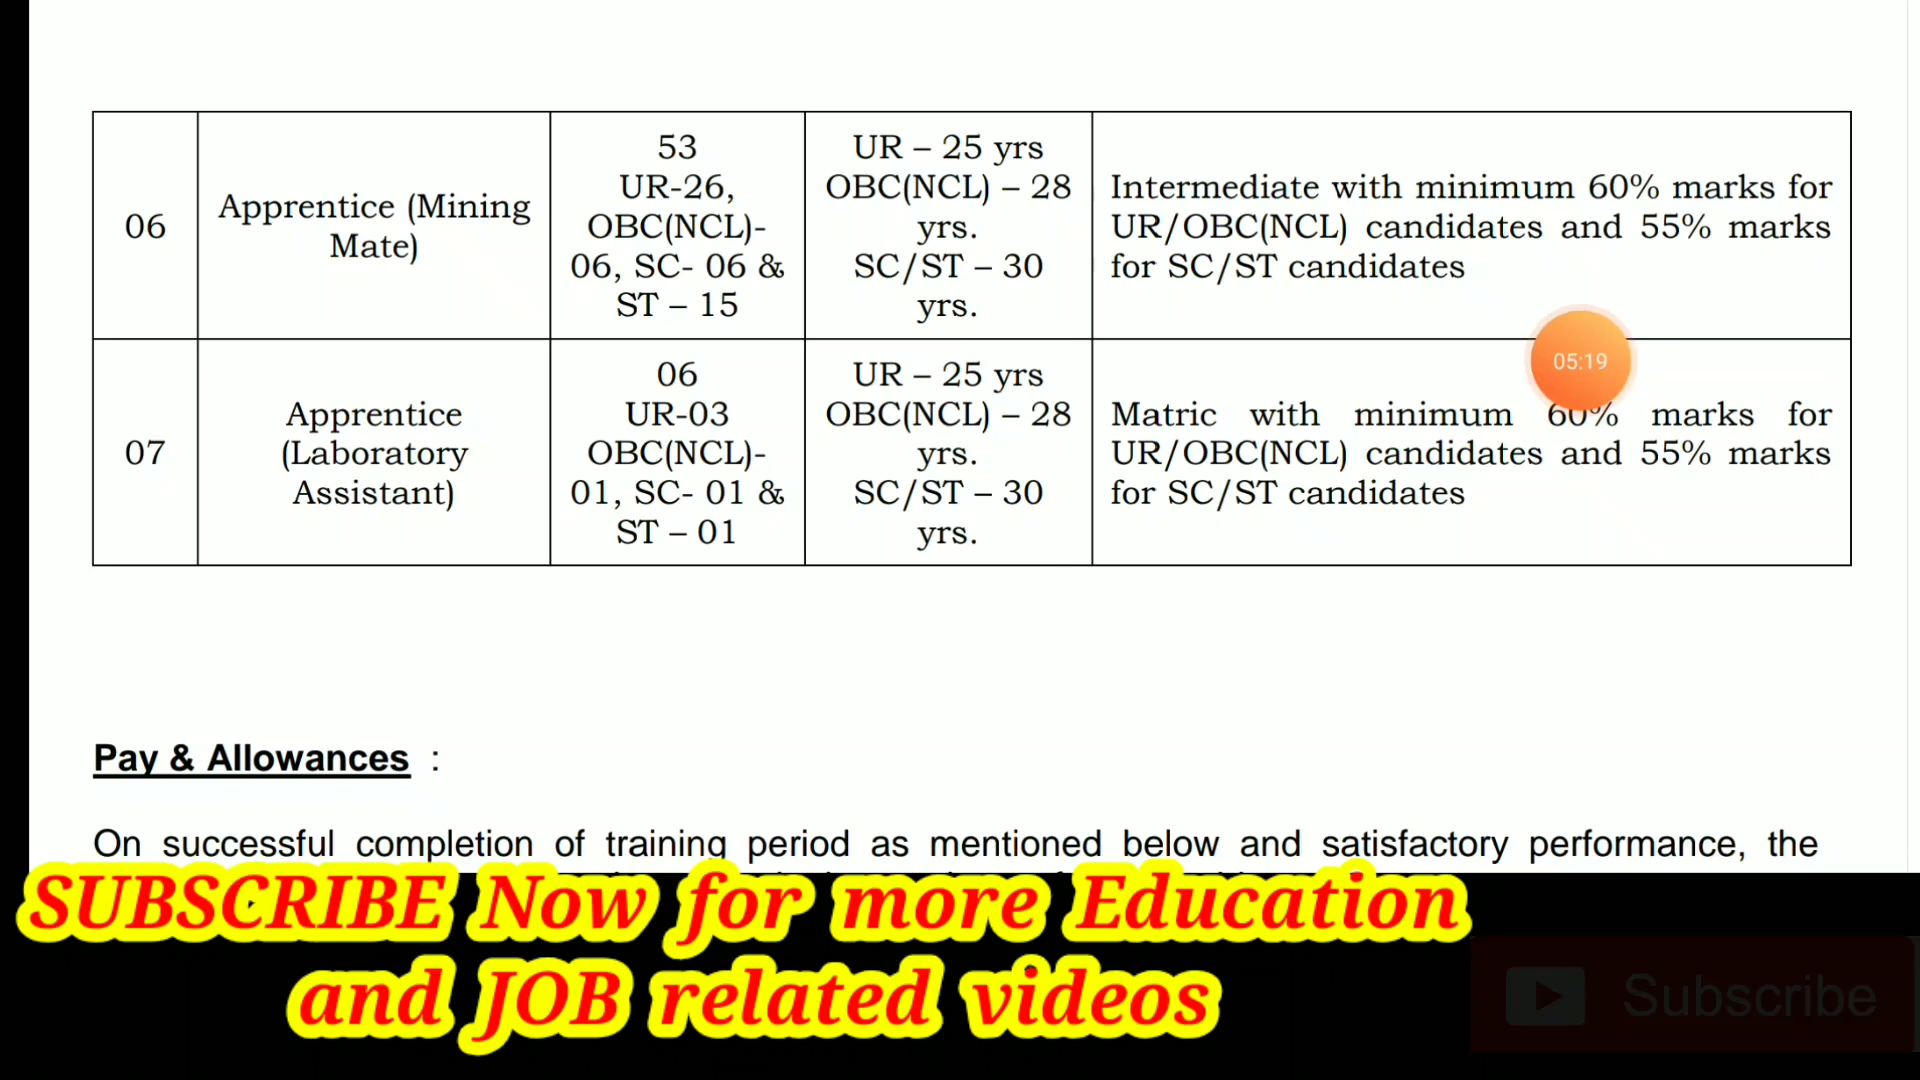 06
Apprentice (Mining
Mate)
53
UR-26,
OBC(NCL)-
06, SC- 06 &
ST – 15
UR – 25 yrs
OBC(NCL) – 28
yrs.
SC/ST – 30
yrs.
Intermediate with minimum 60% marks for
UR/OBC(NCL) candidates and 55% marks
for SC/ST candidates
07
Apprentice
(Laboratory
Assistant)
06
UR-03
OBC(NCL)-
01, SC- 01 &
ST – 01
UR – 25 yrs
OBC(NCL) – 28
yrs.
SC/ST – 30
yrs.
05:19
Matric with minimum 60% marks for
UR/OBC(NCL) candidates and 55% marks
for SC/ST candidates
Pay & Allowances :
On successful completion of training period as mentioned below and satisfactory performance, the
SUBSCRIBE Now for more Education
and JOB related videos
Subscribe